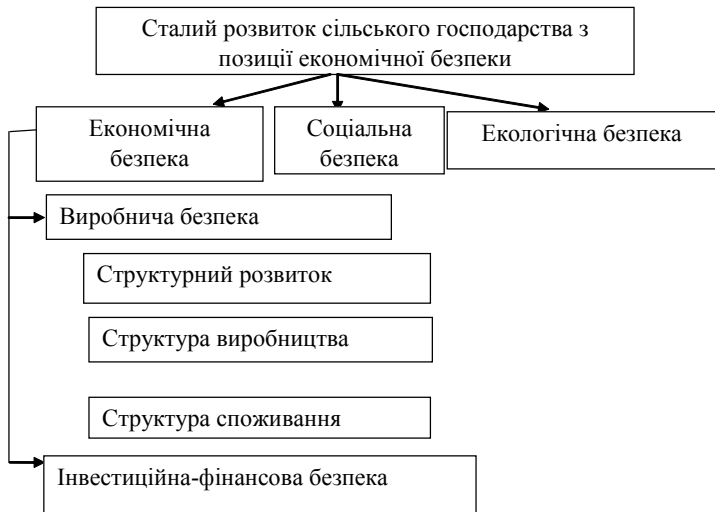 Сталий розвиток сільського господарства з
позиції економічної безпеки
Економічна
безпека
Соціальна
безпека
Екологічна безпека
Виробнича безпека
Структурний розвиток
Структура виробництва
Структура споживання
Інвестиційна-фінансова безпека